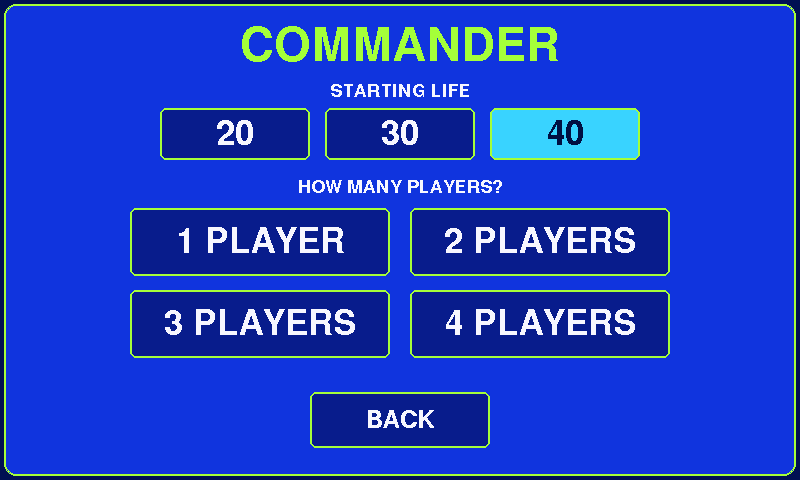 COMMANDER
STARTING LIFE
20 30 40
HOW MANY PLAYERS?
1 PLAYER 2 PLAYERS
3 PLAYERS 4 PLAYERS
BACK